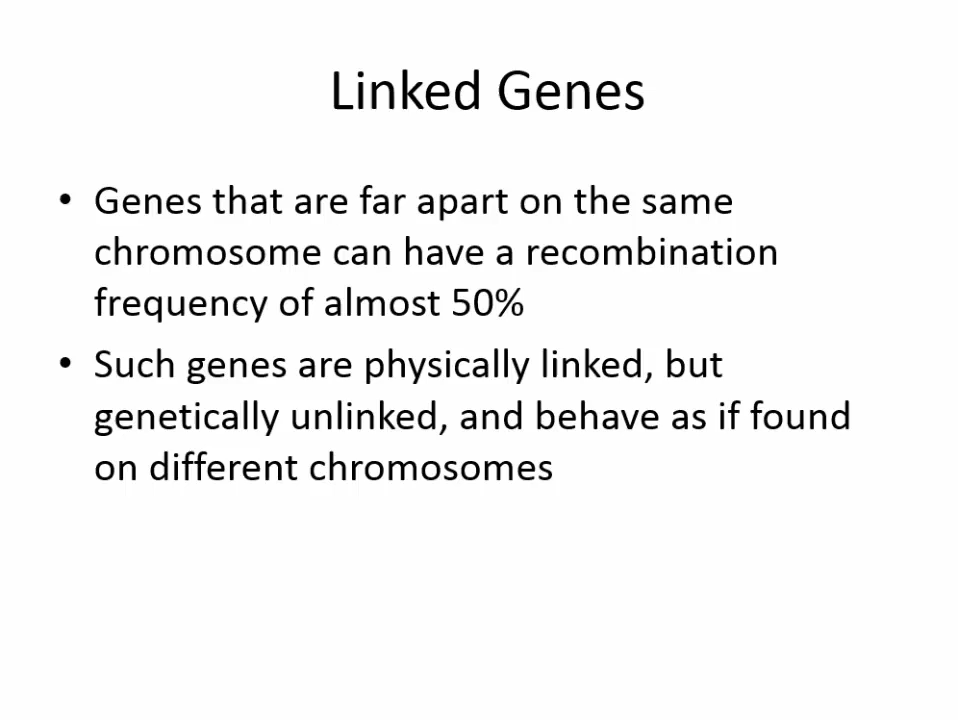 Linked Genes
• Genes that are far apart on the same
chromosome can have a recombination
frequency of almost 50%
• Such genes are physically linked, but
genetically unlinked, and behave as if found
on different chromosomes